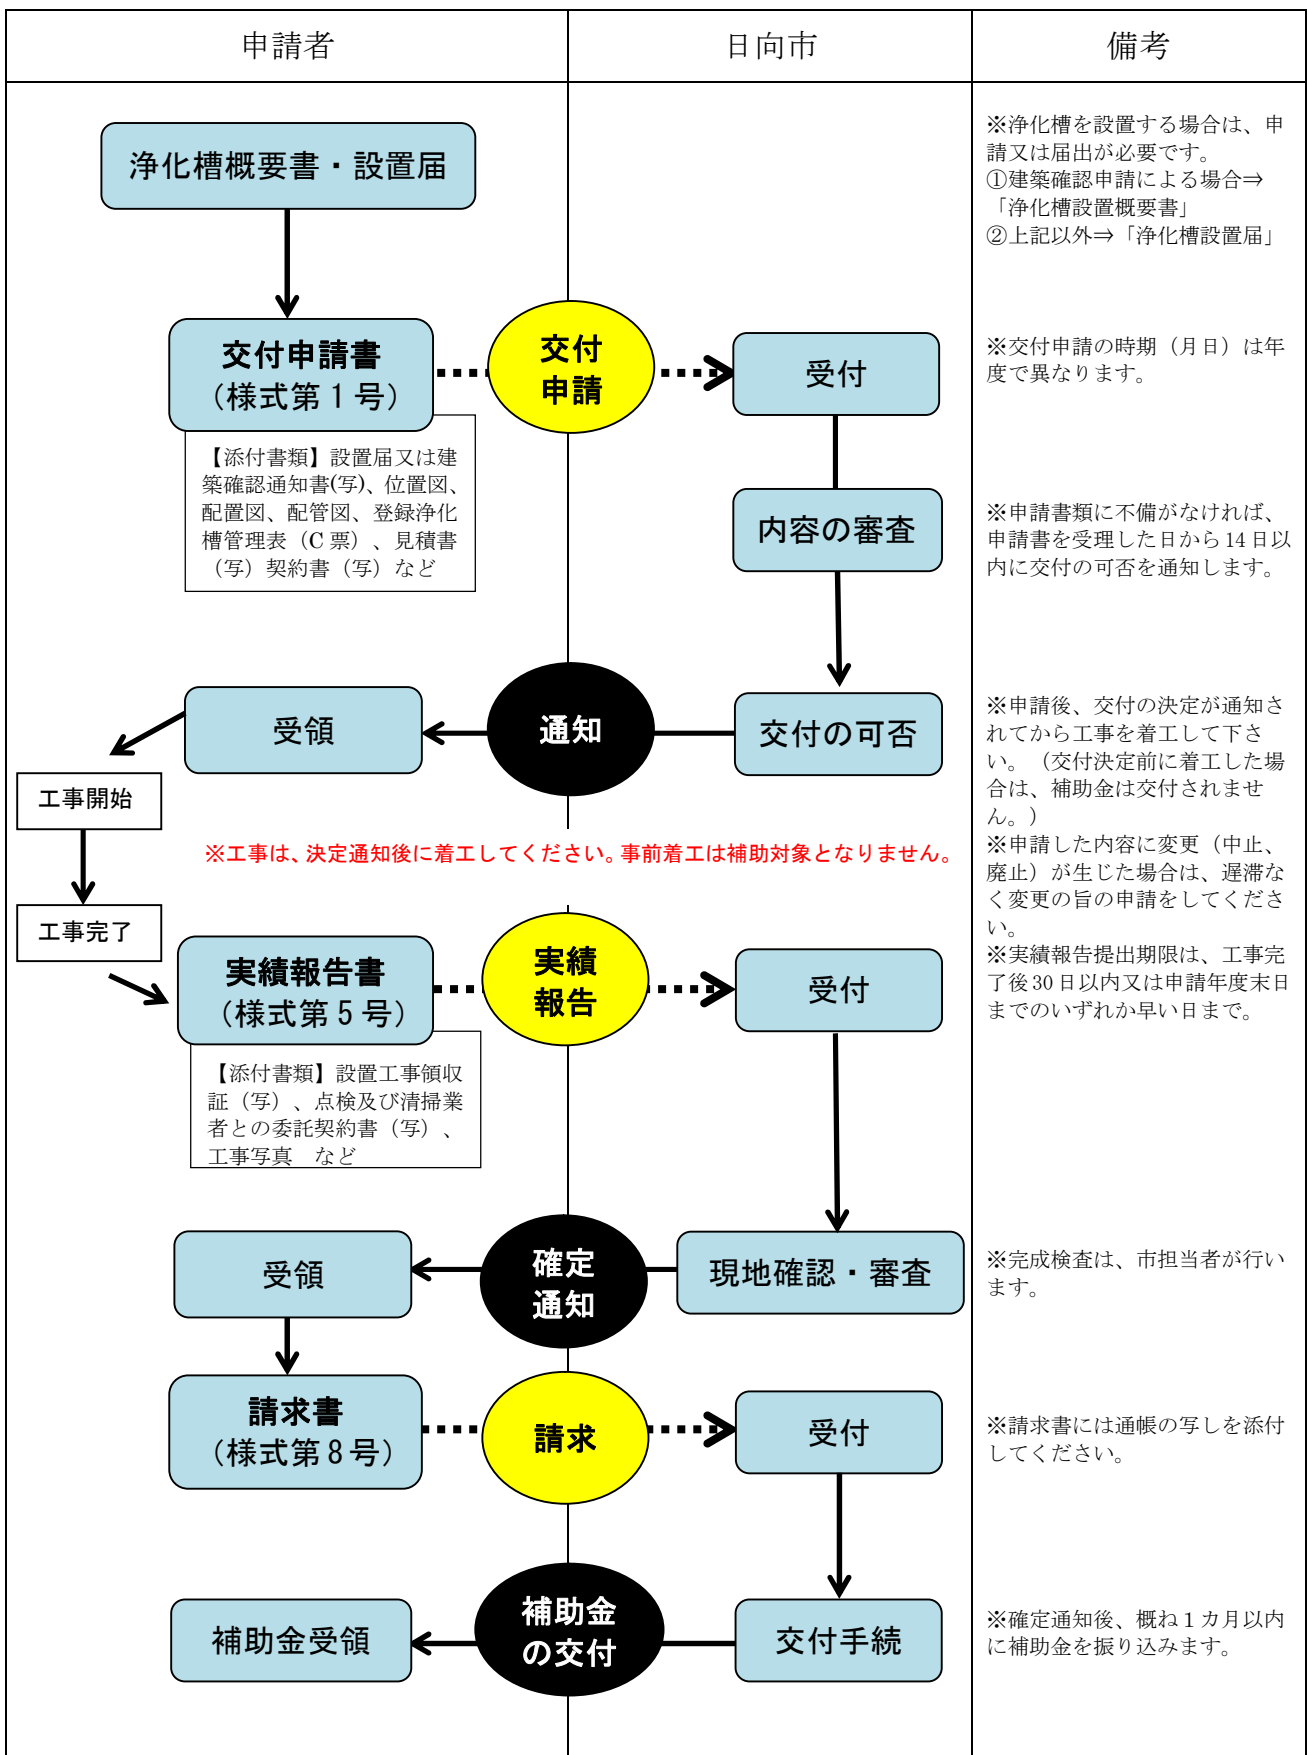 申請者
日向市
備考
浄化槽概要書・設置届
※浄化槽を設置する場合は、申
請又は届出が必要です。
①建築確認申請による場合⇒
「浄化槽設置概要書」
②上記以外⇒「浄化槽設置届」
交付申請書
（様式第１号）
交付
申請
受付
※交付申請の時期（月日）は年
度で異なります。
【添付書類】設置届又は建
築確認通知書(写)、位置図、
配置図、配管図、登録浄化
槽管理表（C 票）、見積書
（写）契約書（写）など
内容の審査
※申請書類に不備がなければ、
申請書を受理した日から 14 日以
内に交付の可否を通知します。
受領
通知
交付の可否
※申請後、交付の決定が通知さ
れてから工事を着工して下さ
い。（交付決定前に着工した場
合は、補助金は交付されませ
ん。）
※申請した内容に変更（中止、
廃止）が生じた場合は、遅滞な
く変更の旨の申請をしてくださ
い。
※実績報告提出期限は、工事完
了後 30 日以内又は申請年度末日
までのいずれか早い日まで。
工事開始
※工事は、決定通知後に着工してください。事前着工は補助対象となりません。
工事完了
実績報告書
（様式第５号）
実績
報告
受付
【添付書類】設置工事領収
証（写）、点検及び清掃業
者との委託契約書（写）、
工事写真　など
受領
確定
通知
現地確認・審査
※完成検査は、市担当者が行い
ます。
請求書
（様式第８号）
請求
受付
※請求書には通帳の写しを添付
してください。
補助金受領
補助金
の交付
交付手続
※確定通知後、概ね１カ月以内
に補助金を振り込みます。